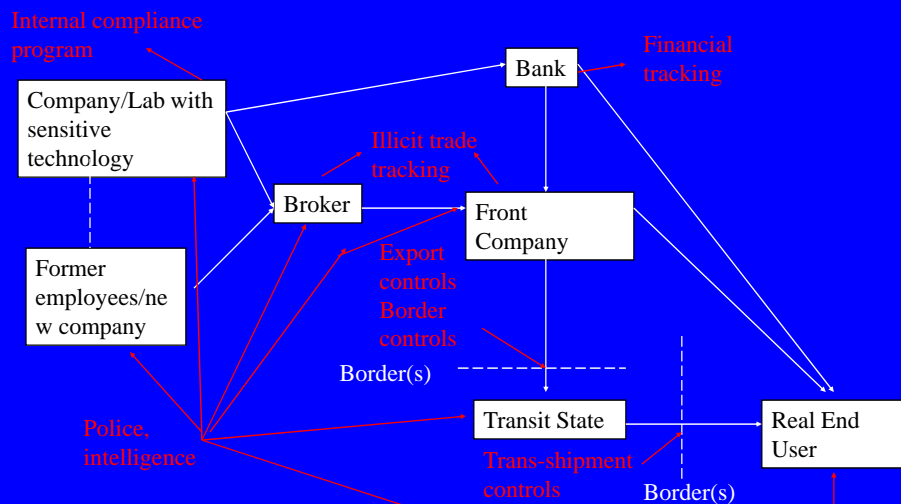 Internal compliance
program
Financial
tracking
Bank
Company/Lab with
sensitive
technology
Illicit trade
tracking
Broker
Front
Company
Former
employees/ne
w company
Export
controls
Border
controls
Border(s)
Transit State
Real End
User
Police,
intelligence
Trans-shipment
controls
Border(s)